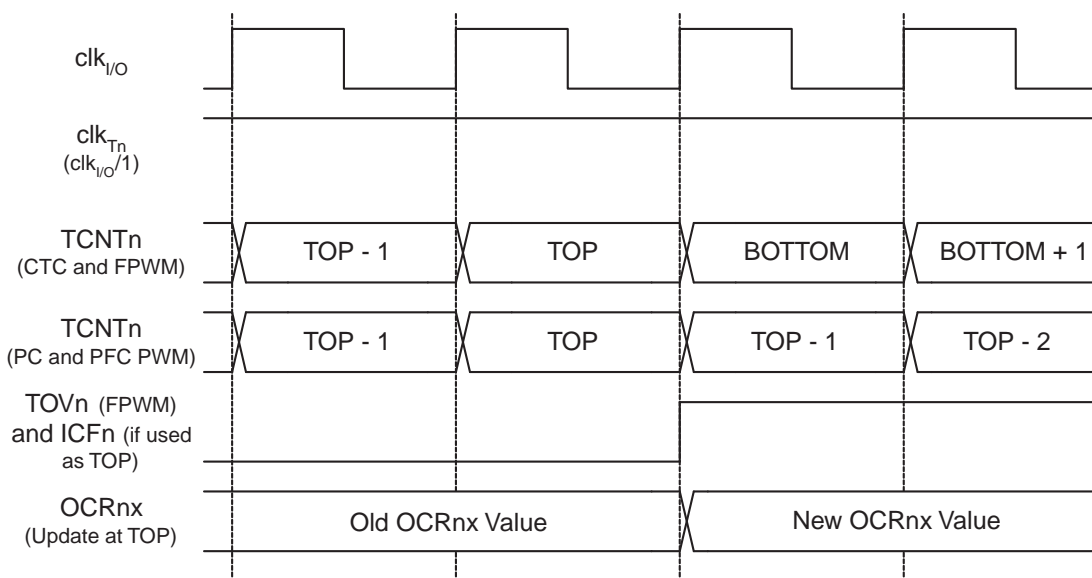 clkI/O
clkTn
(clkI/O/1)
TCNTn
(CTC and FPWM)
TOP - 1
TOP
BOTTOM
BOTTOM + 1
TCNTn
(PC and PFC PWM)
TOP - 1
TOP
TOP - 1
TOP - 2
TOVn (FPWM)
and ICFn (if used
as TOP)
OCRnx
(Update at TOP)
Old OCRnx Value
New OCRnx Value